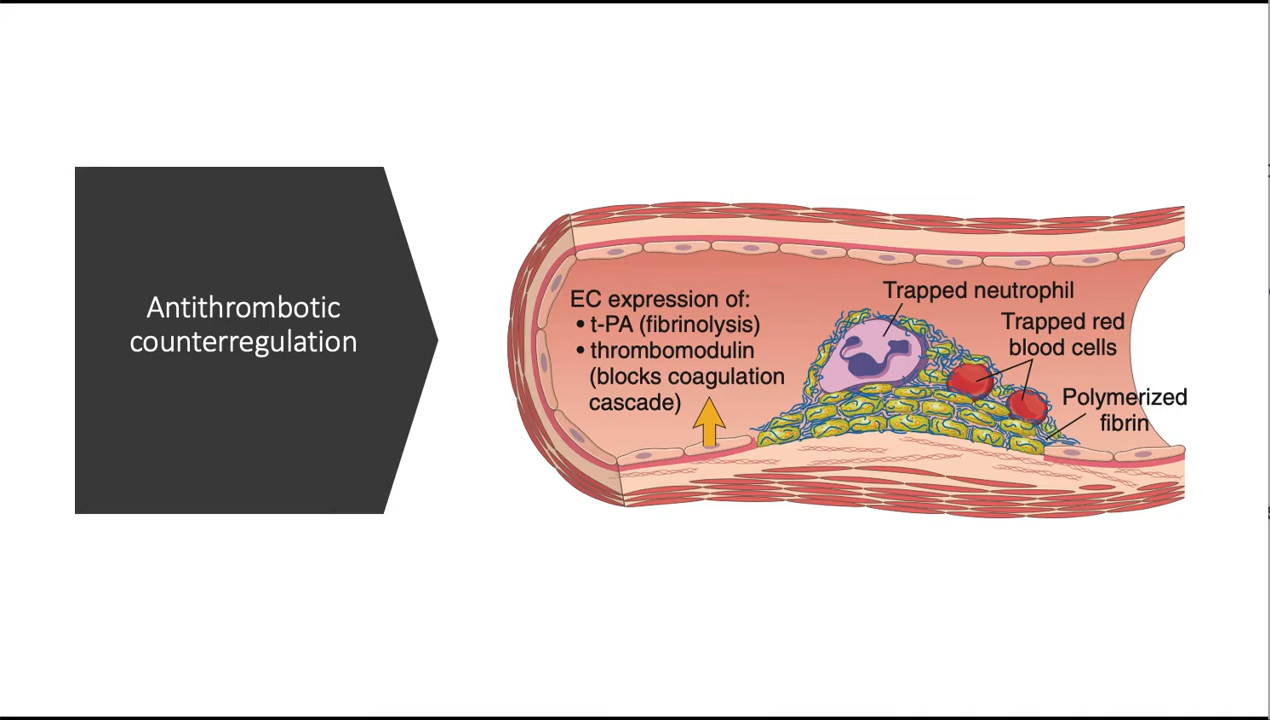 Antithrombotic
counterregulation
EC expression of:
• t-PA (fibrinolysis)
• thrombomodulin
(blocks coagulation
cascade)
Trapped neutrophil
Trapped red
blood cells
Polymerized
fibrin